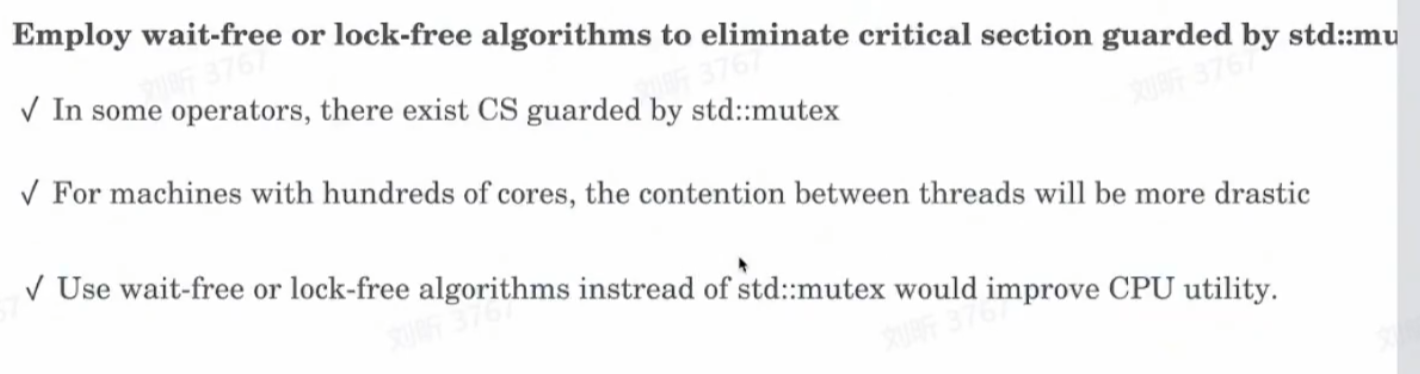 Employ wait-free or lock-free algorithms to eliminate critical section guarded by std::mu
刘昕 3767
刘昕 3767
刘昕 3767
✓ In some operators, there exist CS guarded by std::mutex
✓ For machines with hundreds of cores, the contention between threads will be more drastic
✓ Use wait-free or lock-free algorithms instread of std::mutex would improve CPU utility.
67
刘昕 3767
刘昕 3767